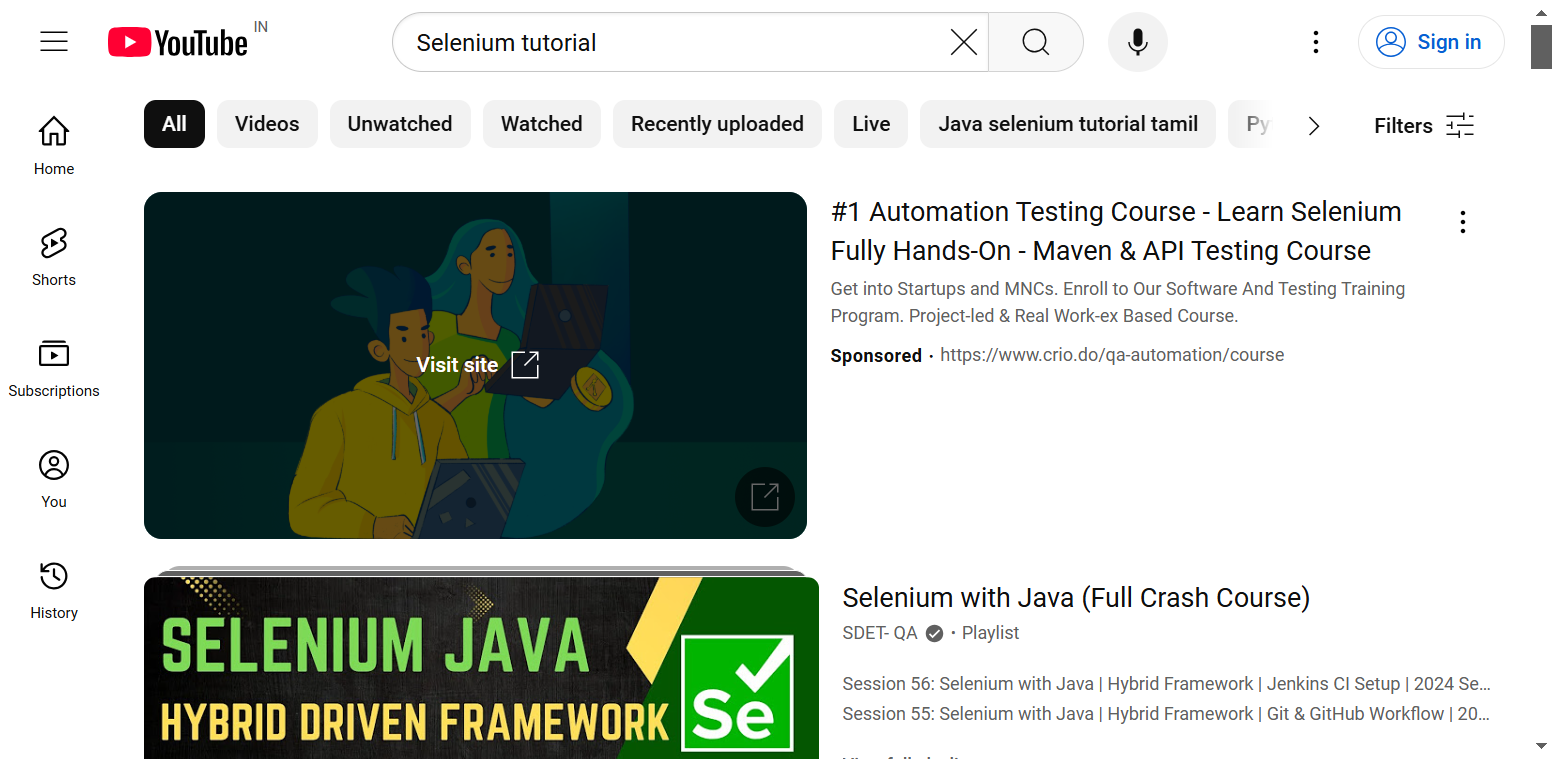 YouTube IN
Selenium tutorial
Sign in
All
Videos
Unwatched
Watched
Recently uploaded
Live
Java selenium tutorial tamil
Filters
Home
Shorts
Subscriptions
You
History
Visit site
#1 Automation Testing Course - Learn Selenium
Fully Hands-On - Maven & API Testing Course
Get into Startups and MNCs. Enroll to Our Software And Testing Training
Program. Project-led & Real Work-ex Based Course.
Sponsored · https://www.crio.do/qa-automation/course
SELENIUM JAVA
HYBRID DRIVEN FRAMEWORK
Se
Selenium with Java (Full Crash Course)
SDET- QA · Playlist
Session 56: Selenium with Java | Hybrid Framework | Jenkins CI Setup | 2024 Se...
Session 55: Selenium with Java | Hybrid Framework | Git & GitHub Workflow | 20...